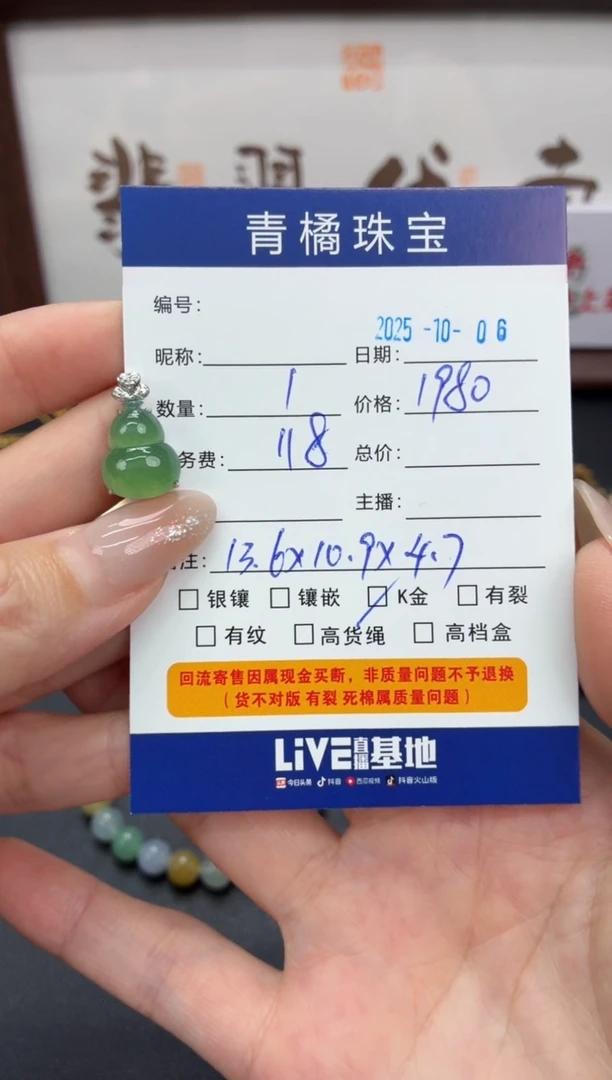 青橘珠宝
编号：
2025-10-06
昵称： 日期：
数量： 1 价格： 1980
务费： 118 总价：
主播：
注： 13.6x10.9x4.7
银镶 镶嵌 K金 有裂
有纹 高货绳 高档盒
回流寄售因属现金买断，非质量问题不予退换
（货不对版 有裂 死棉属质量问题）
LiVE直播基地
今日头条 抖音 西瓜视频 抖音火山版